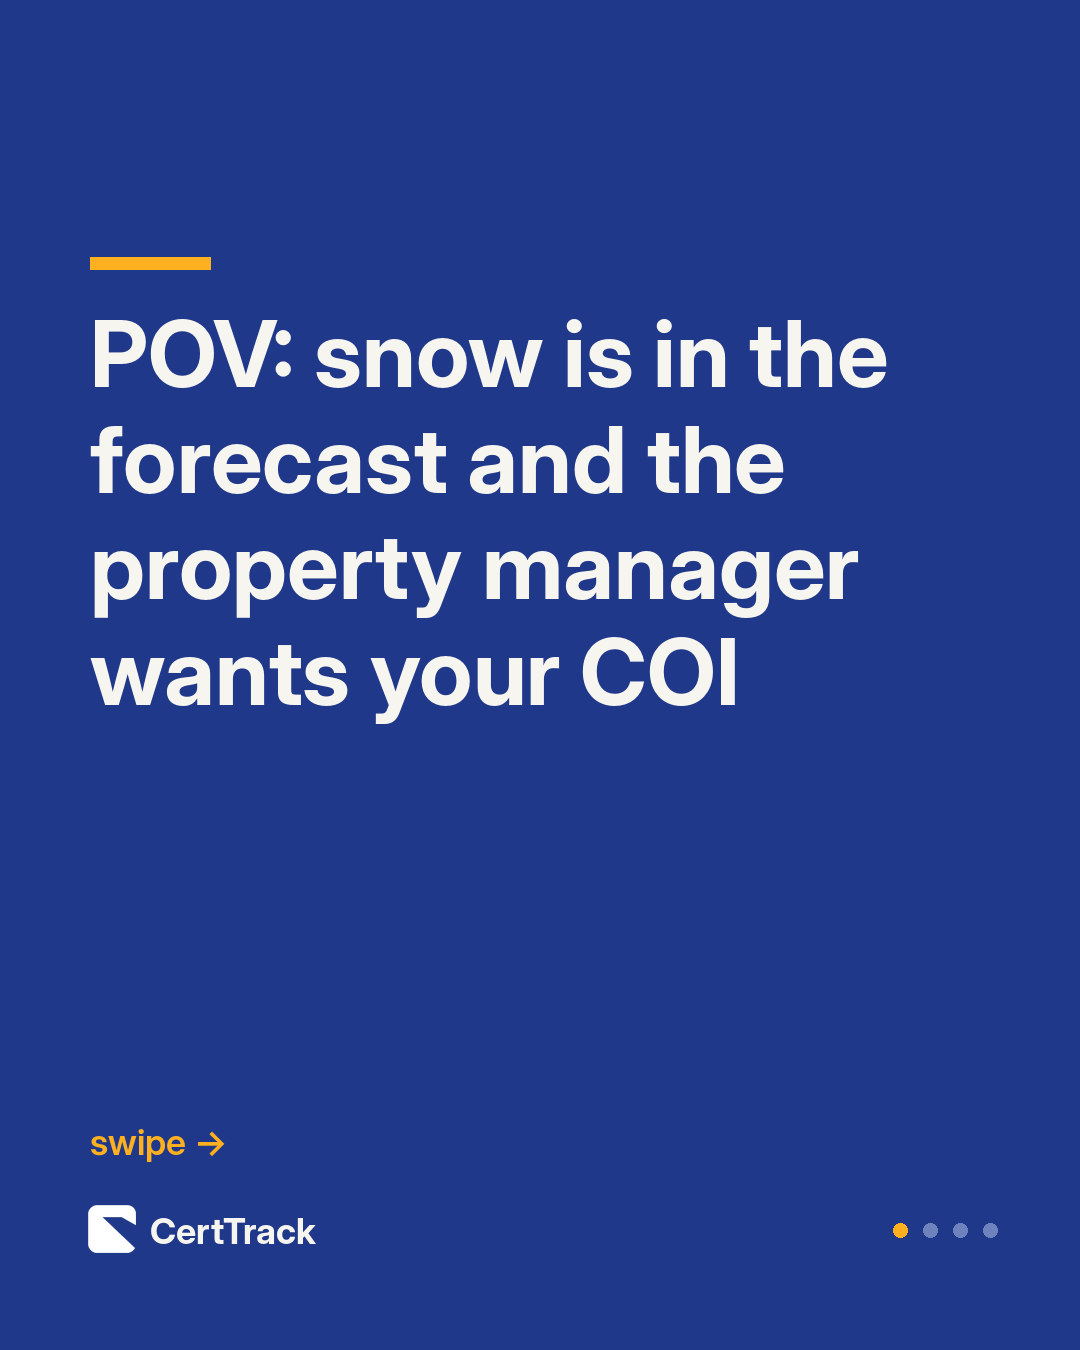 POV: snow is in the
forecast and the
property manager
wants your COI
swipe →
CertTrack